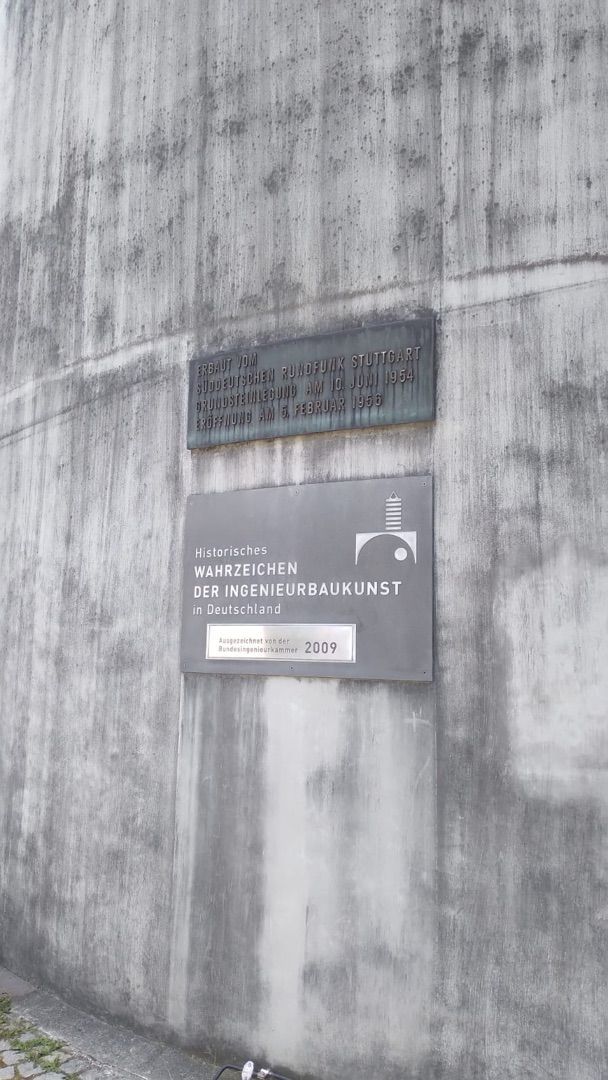 ERBAUT VOM
SÜDDEUTSCHEN RUNDFUNK STUTTGART
GRUNDSTEINLEGUNG AM 10. JUNI 1954
ERÖFFNUNG AM 5. FEBRUAR 1956
Historisches
WAHRZEICHEN
DER INGENIEURBAUKUNST
in Deutschland
Ausgezeichnet von der
Bundesingenieurkammer 2009